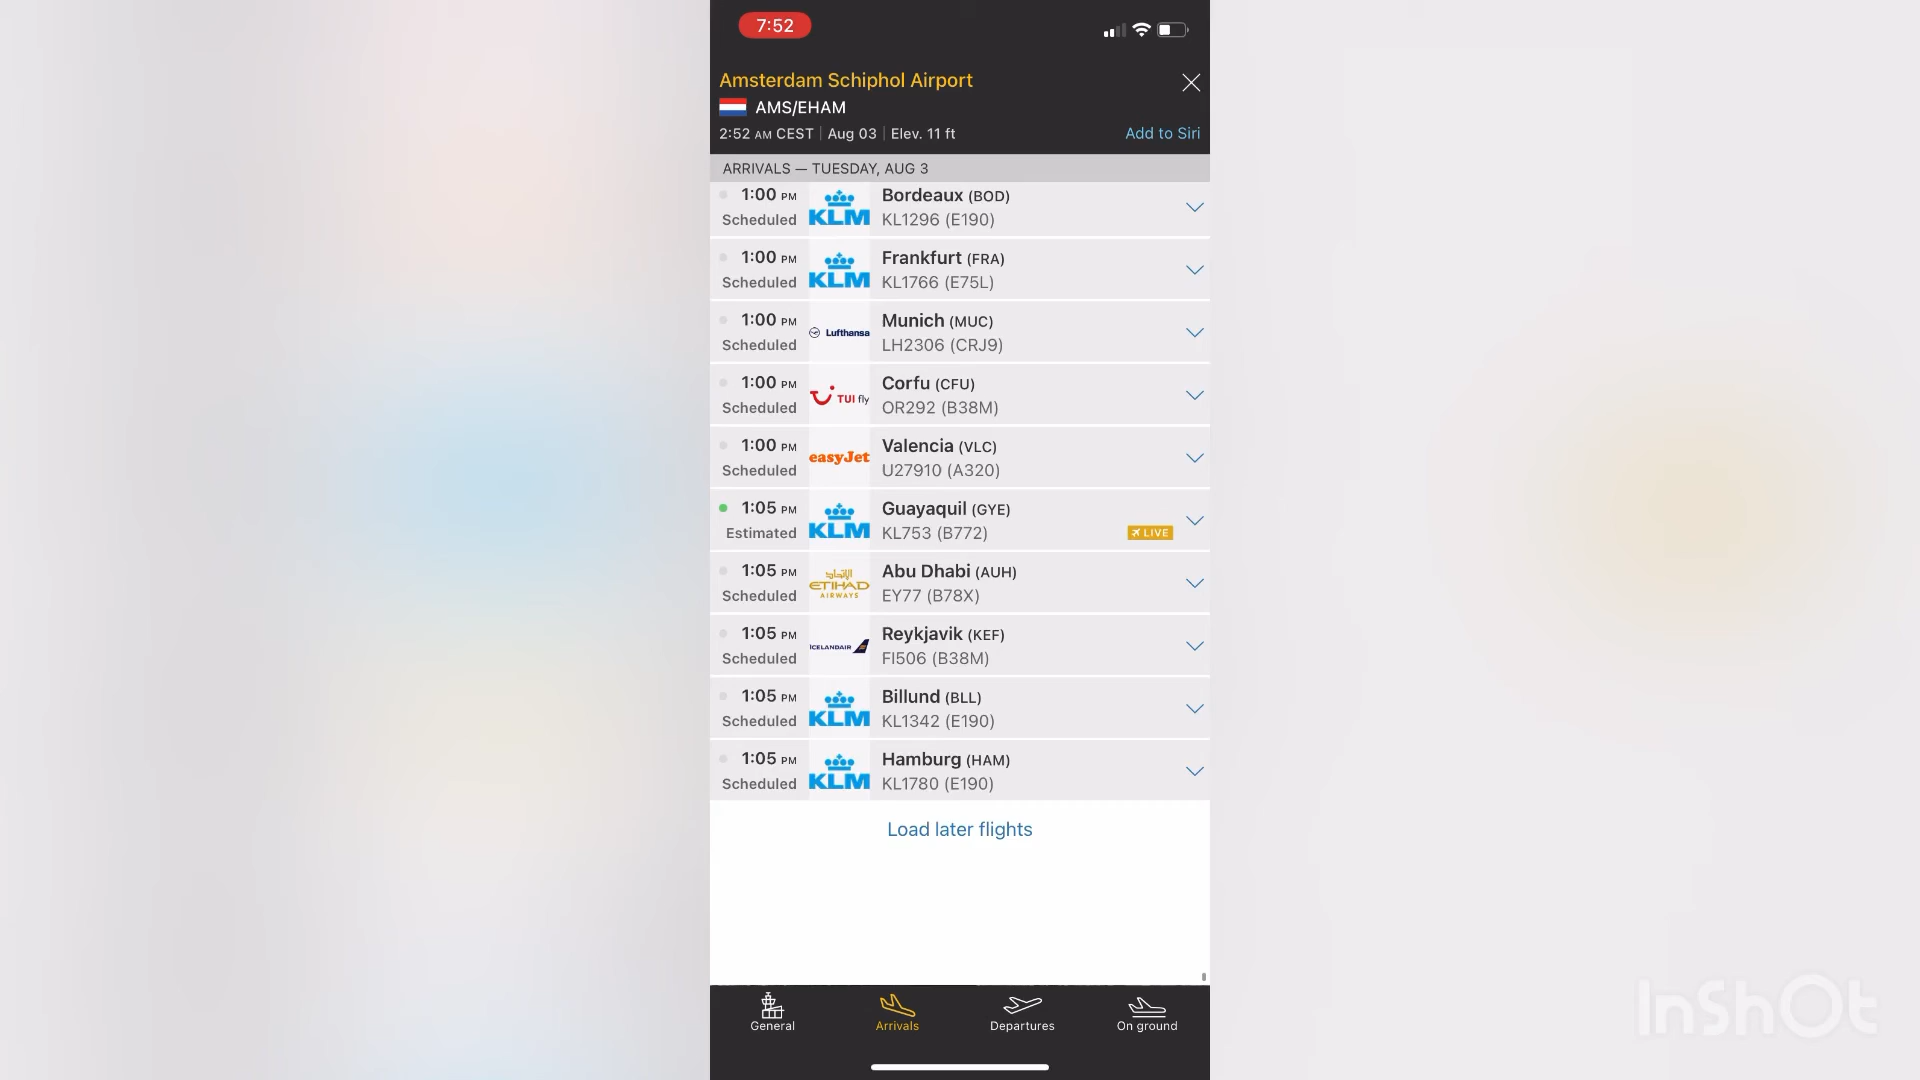 7:52
Amsterdam Schiphol Airport
AMS/EHAM
2:52 AM CEST | Aug 03 | Elev. 11 ft
Add to Siri
ARRIVALS — TUESDAY, AUG 3
1:00 PM
Scheduled
KLM
Bordeaux (BOD)
KL1296 (E190)
1:00 PM
Scheduled
KLM
Frankfurt (FRA)
KL1766 (E75L)
1:00 PM
Scheduled
Lufthansa
Munich (MUC)
LH2306 (CRJ9)
1:00 PM
Scheduled
TUI fly
Corfu (CFU)
OR292 (B38M)
1:00 PM
Scheduled
easyJet
Valencia (VLC)
U27910 (A320)
1:05 PM
Estimated
KLM
Guayaquil (GYE)
KL753 (B772)
LIVE
1:05 PM
Scheduled
الإتحاد
ETIHAD
AIRWAYS
Abu Dhabi (AUH)
EY77 (B78X)
1:05 PM
Scheduled
ICELANDAIR
Reykjavik (KEF)
FI506 (B38M)
1:05 PM
Scheduled
KLM
Billund (BLL)
KL1342 (E190)
1:05 PM
Scheduled
KLM
Hamburg (HAM)
KL1780 (E190)
Load later flights
General
Arrivals
Departures
On ground
InShOt